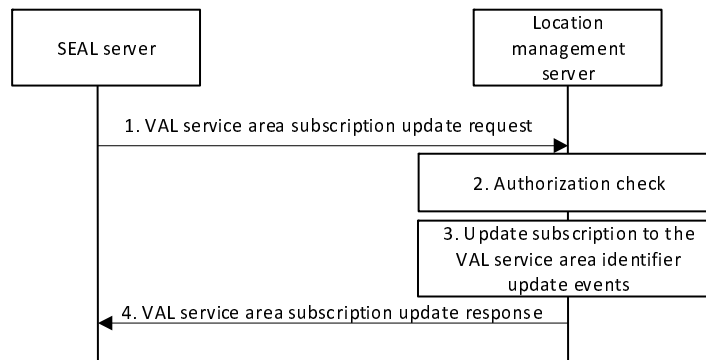 SEAL server
Location
management
server
1. VAL service area subscription update request
2. Authorization check
3. Update subscription to the
VAL service area identifier
update events
4. VAL service area subscription update response